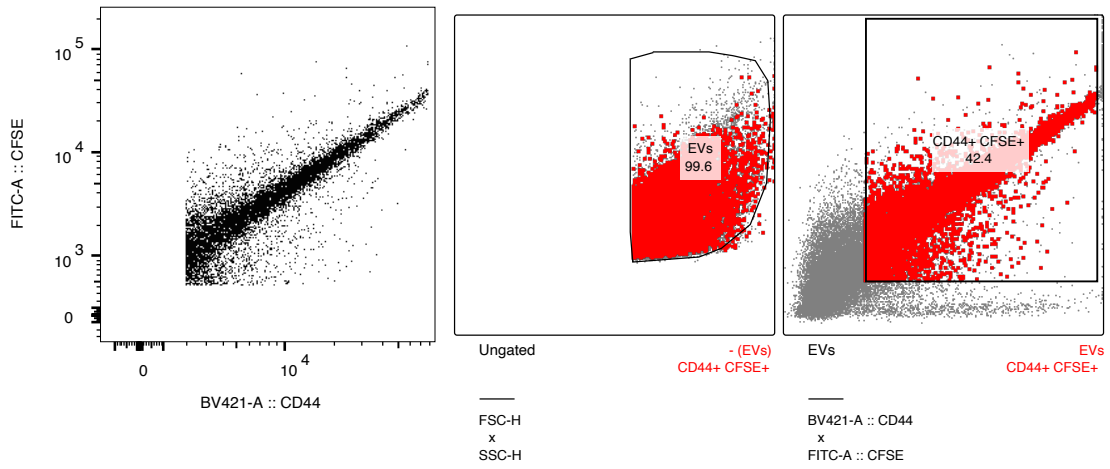 10 5
10 4
10 3
0
FITC-A :: CFSE
0
10 4
BV421-A :: CD44
EVs
99.6
Ungated
- (EVs)
CD44+ CFSE+
FSC-H
x
SSC-H
CD44+ CFSE+
42.4
EVs
EVs
CD44+ CFSE+
BV421-A :: CD44
x
FITC-A :: CFSE